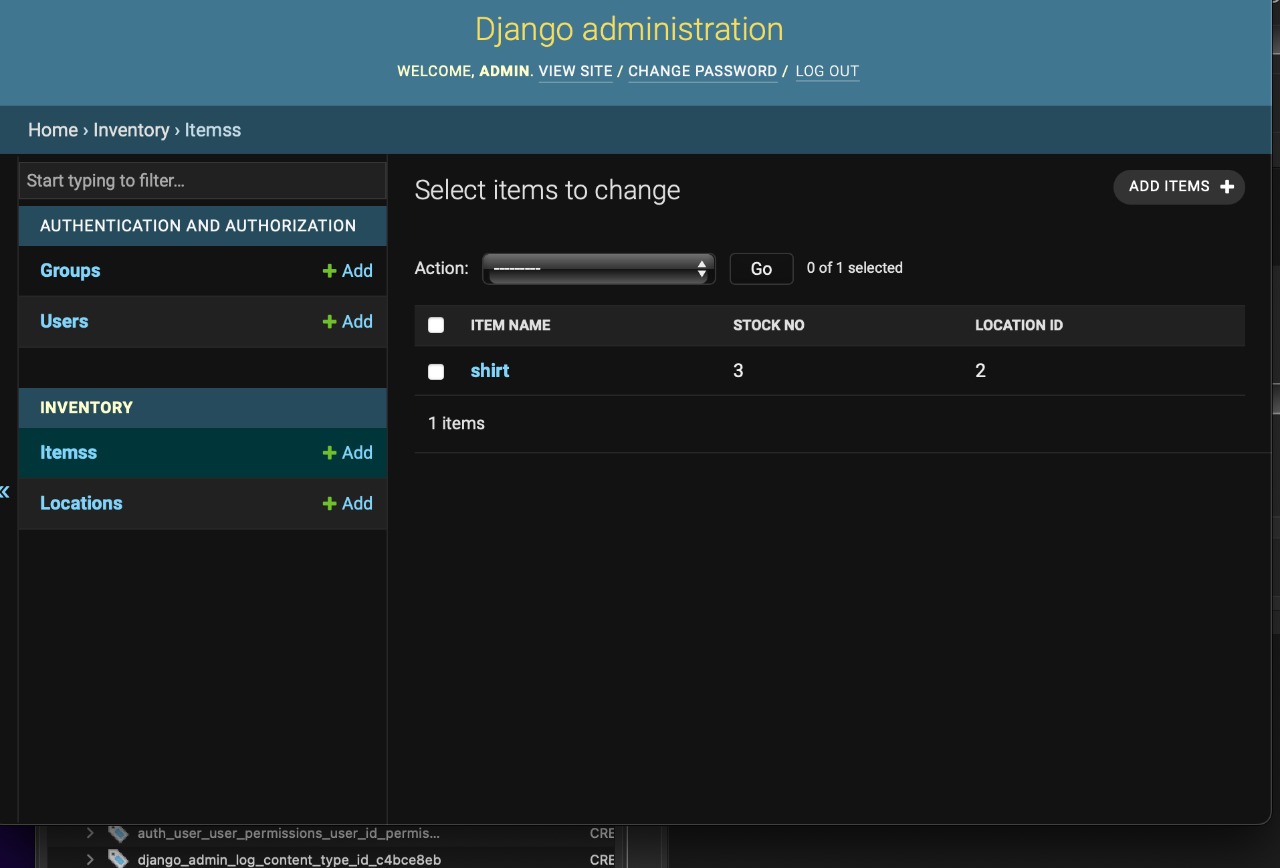 Django administration
WELCOME, ADMIN. VIEW SITE / CHANGE PASSWORD / LOG OUT
Home › Inventory › Itemss
Start typing to filter...
AUTHENTICATION AND AUTHORIZATION
Groups + Add
Users + Add
INVENTORY
Itemss + Add
Locations + Add
«
Select items to change
ADD ITEMS +
Action: --------- Go 0 of 1 selected
ITEM NAME STOCK NO LOCATION ID
shirt 3 2
1 items
auth_user_user_permissions_user_id_permis... CRE
django_admin_log_content_type_id_c4bce8eb CRE